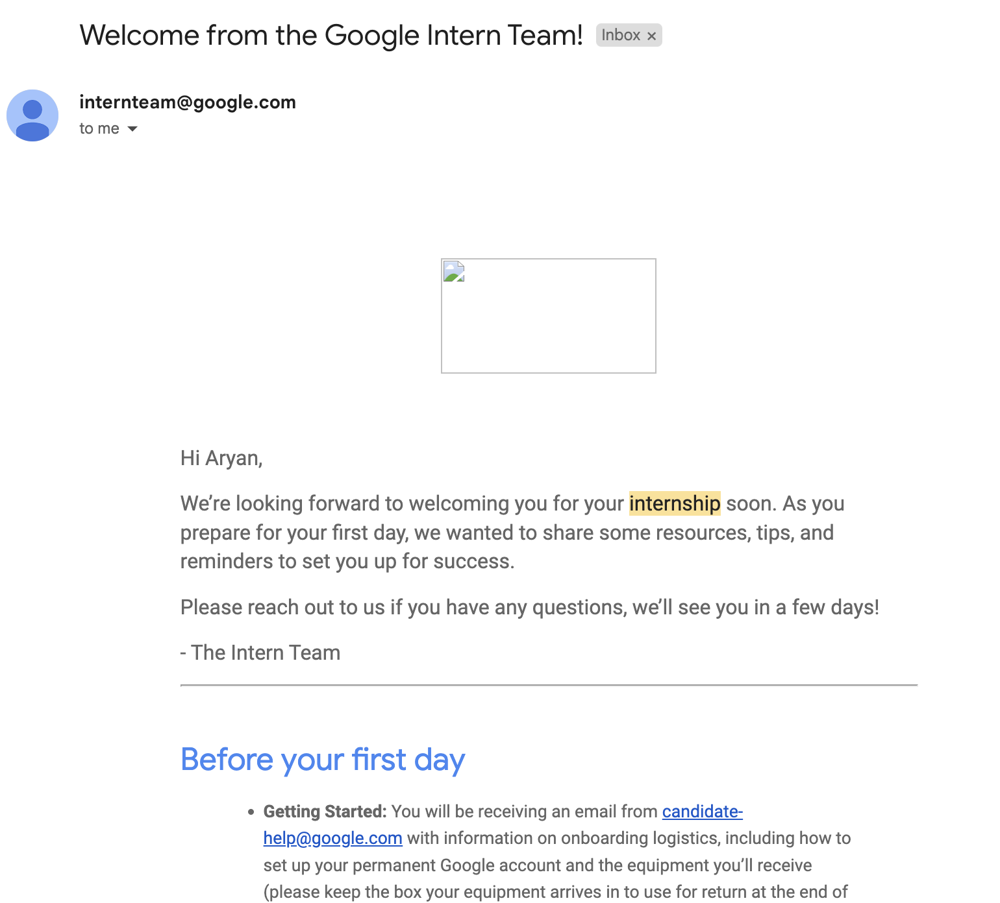 Welcome from the Google Intern Team! Inbox ×
internteam@google.com
to me
Hi Aryan,
We’re looking forward to welcoming you for your internship soon. As you
prepare for your first day, we wanted to share some resources, tips, and
reminders to set you up for success.
Please reach out to us if you have any questions, we’ll see you in a few days!
- The Intern Team
Before your first day
• Getting Started: You will be receiving an email from candidate-
help@google.com with information on onboarding logistics, including how to
set up your permanent Google account and the equipment you’ll receive
(please keep the box your equipment arrives in to use for return at the end of